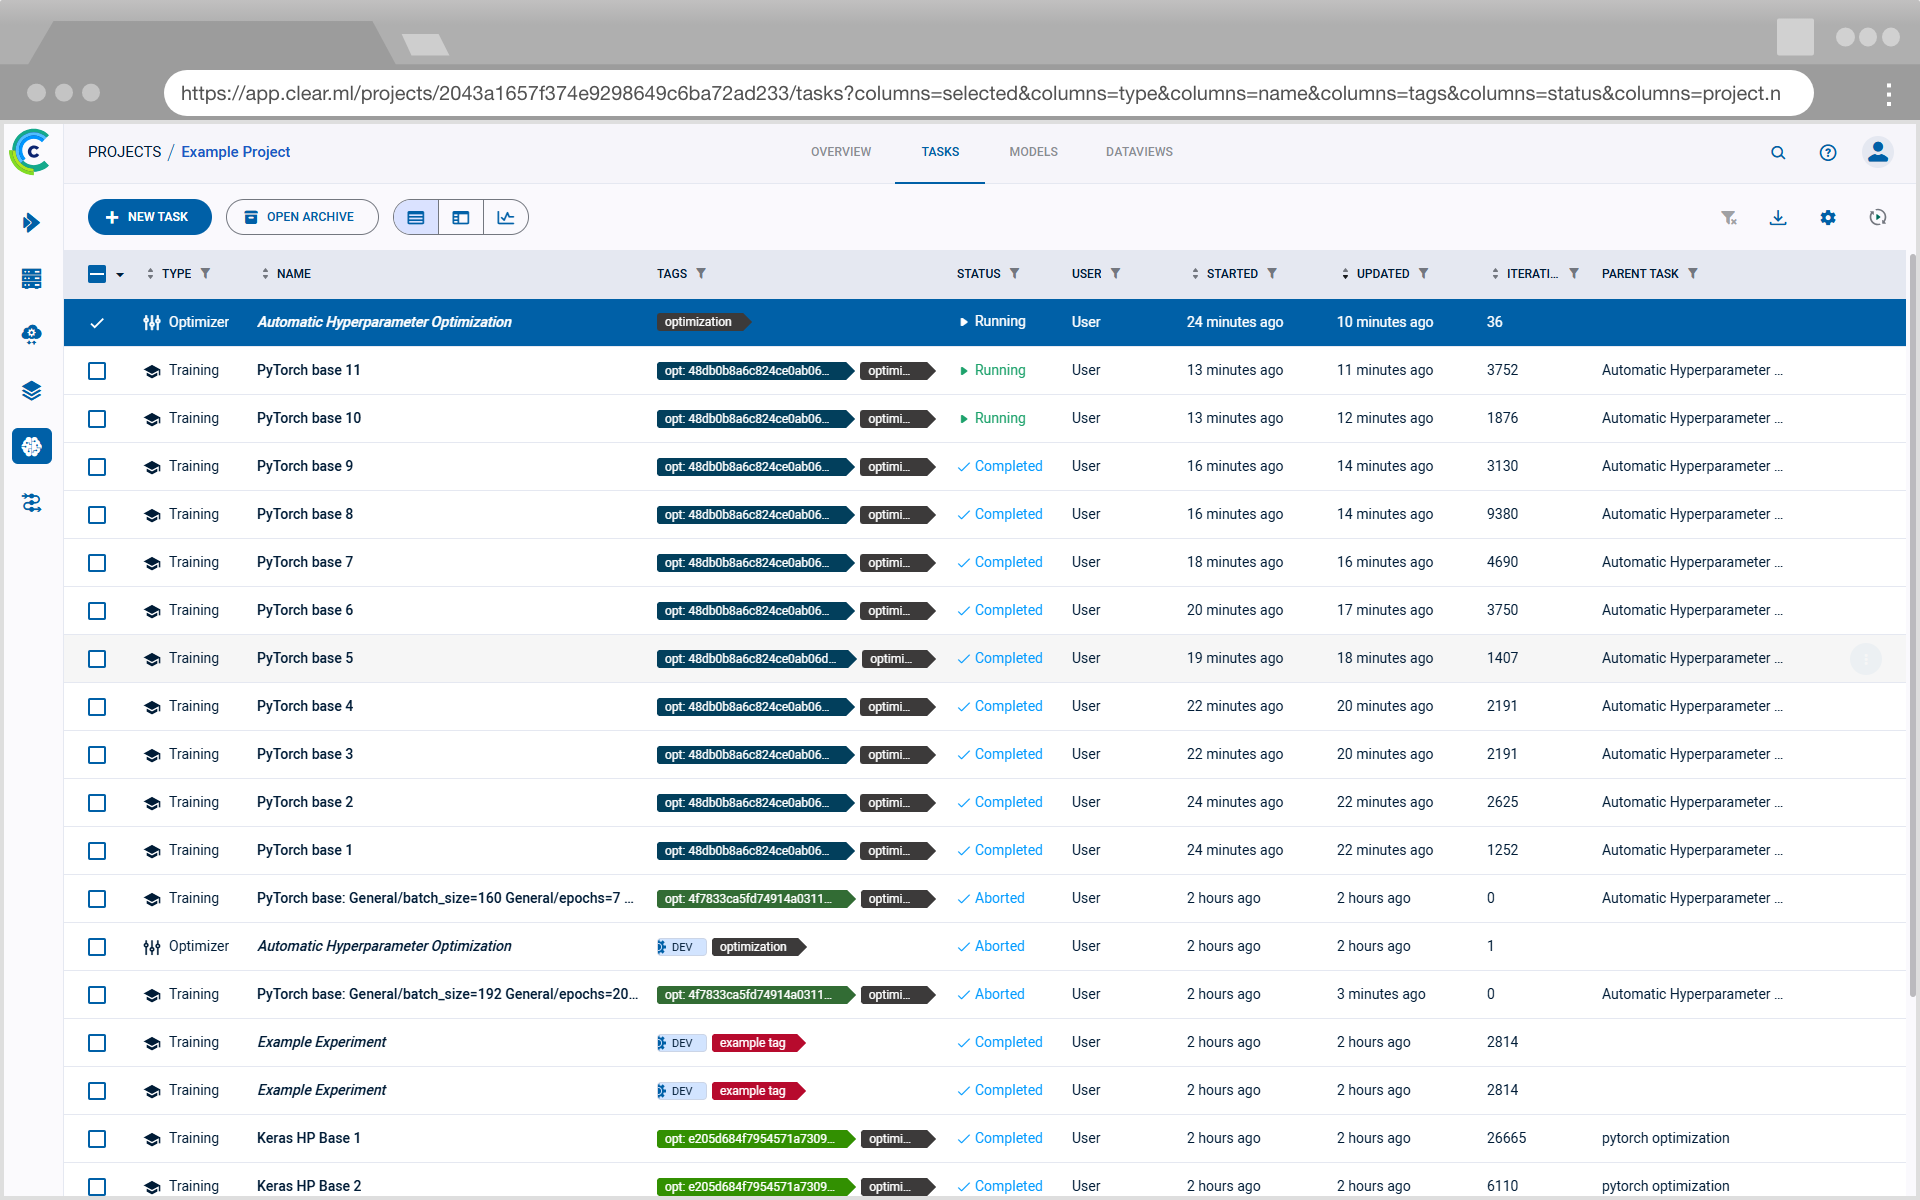 https://app.clear.ml/projects/2043a1657f374e9298649c6ba72ad233/tasks?columns=selected&columns=type&columns=name&columns=tags&columns=status&columns=project.n
PROJECTS / Example Project OVERVIEW TASKS MODELS DATAVIEWS
NEW TASK OPEN ARCHIVE
TYPE NAME TAGS STATUS USER STARTED UPDATED ITERATI... PARENT TASK
Optimizer Automatic Hyperparameter Optimization optimization Running User 24 minutes ago 10 minutes ago 36
Training PyTorch base 11 opt: 48db0b8a6c824ce0ab06... optimi... Running User 13 minutes ago 11 minutes ago 3752 Automatic Hyperparameter ...
Training PyTorch base 10 opt: 48db0b8a6c824ce0ab06... optimi... Running User 13 minutes ago 12 minutes ago 1876 Automatic Hyperparameter ...
Training PyTorch base 9 opt: 48db0b8a6c824ce0ab06... optimi... Completed User 16 minutes ago 14 minutes ago 3130 Automatic Hyperparameter ...
Training PyTorch base 8 opt: 48db0b8a6c824ce0ab06... optimi... Completed User 16 minutes ago 14 minutes ago 9380 Automatic Hyperparameter ...
Training PyTorch base 7 opt: 48db0b8a6c824ce0ab06... optimi... Completed User 18 minutes ago 16 minutes ago 4690 Automatic Hyperparameter ...
Training PyTorch base 6 opt: 48db0b8a6c824ce0ab06... optimi... Completed User 20 minutes ago 17 minutes ago 3750 Automatic Hyperparameter ...
Training PyTorch base 5 opt: 48db0b8a6c824ce0ab06d... optimi... Completed User 19 minutes ago 18 minutes ago 1407 Automatic Hyperparameter ...
Training PyTorch base 4 opt: 48db0b8a6c824ce0ab06... optimi... Completed User 22 minutes ago 20 minutes ago 2191 Automatic Hyperparameter ...
Training PyTorch base 3 opt: 48db0b8a6c824ce0ab06... optimi... Completed User 22 minutes ago 20 minutes ago 2191 Automatic Hyperparameter ...
Training PyTorch base 2 opt: 48db0b8a6c824ce0ab06... optimi... Completed User 24 minutes ago 22 minutes ago 2625 Automatic Hyperparameter ...
Training PyTorch base 1 opt: 48db0b8a6c824ce0ab06... optimi... Completed User 24 minutes ago 22 minutes ago 1252 Automatic Hyperparameter ...
Training PyTorch base: General/batch_size=160 General/epochs=7 ... opt: 4f7833ca5fd74914a0311... optimi... Aborted User 2 hours ago 2 hours ago 0 Automatic Hyperparameter ...
Optimizer Automatic Hyperparameter Optimization DEV optimization Aborted User 2 hours ago 2 hours ago 1
Training PyTorch base: General/batch_size=192 General/epochs=20... opt: 4f7833ca5fd74914a0311... optimi... Aborted User 2 hours ago 3 minutes ago 0 Automatic Hyperparameter ...
Training Example Experiment DEV example tag Completed User 2 hours ago 2 hours ago 2814
Training Example Experiment DEV example tag Completed User 2 hours ago 2 hours ago 2814
Training Keras HP Base 1 opt: e205d684f7954571a7309... optimi... Completed User 2 hours ago 2 hours ago 26665 pytorch optimization
Training Keras HP Base 2 opt: e205d684f7954571a7309... optimi... Completed User 2 hours ago 2 hours ago 6110 pytorch optimization